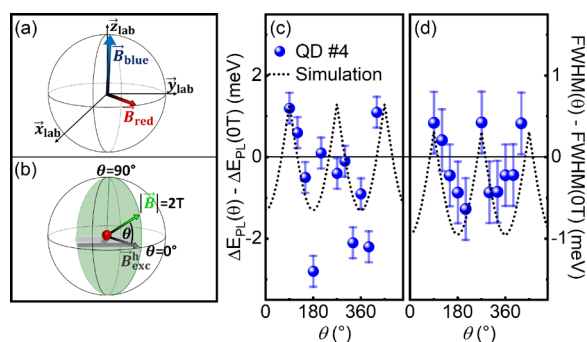 (a)
z⃗lab
B⃗blue
y⃗lab
B⃗red
x⃗lab
(b)
θ=90°
|B⃗|=2T
θ
B⃗hexc
θ=0°
(c)
QD #4
Simulation
ΔEPL(θ) - ΔEPL(0T) (meV)
2
0
-2
0
180
360
θ (°)
(d)
FWHM(θ) - FWHM(0T) (meV)
1
0
-1
0
180
360
θ (°)